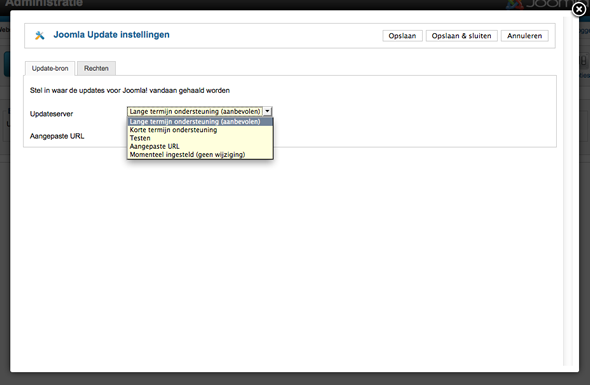 Administratie
Joomla Update instellingen
Opslaan
Opslaan & sluiten
Annuleren
Update-bron
Rechten
Stel in waar de updates voor Joomla! vandaan gehaald worden
Updateserver
Lange termijn ondersteuning (aanbevolen)
Lange termijn ondersteuning (aanbevolen)
Korte termijn ondersteuning
Testen
Aangepaste URL
Aangepaste URL
Momenteel ingesteld (geen wijziging)